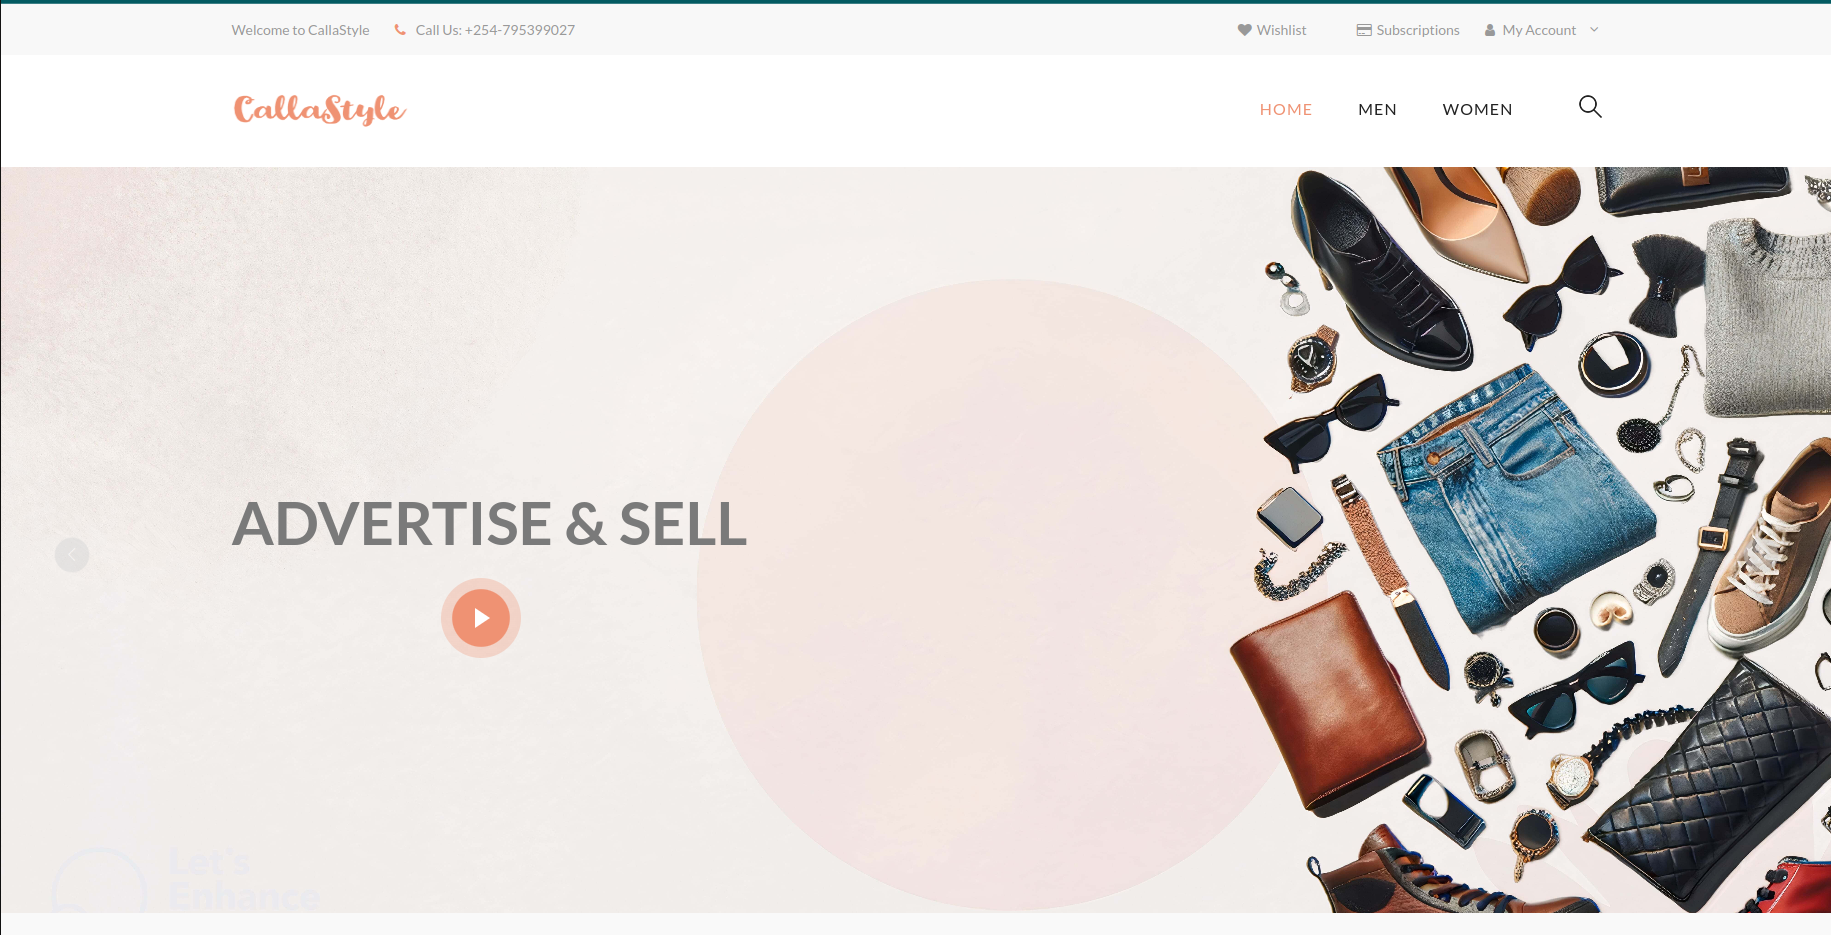 Welcome to CallaStyle
Call Us: +254-795399027
Wishlist
Subscriptions
My Account
CallaStyle
HOME
MEN
WOMEN
ADVERTISE & SELL
Let's
Enhance